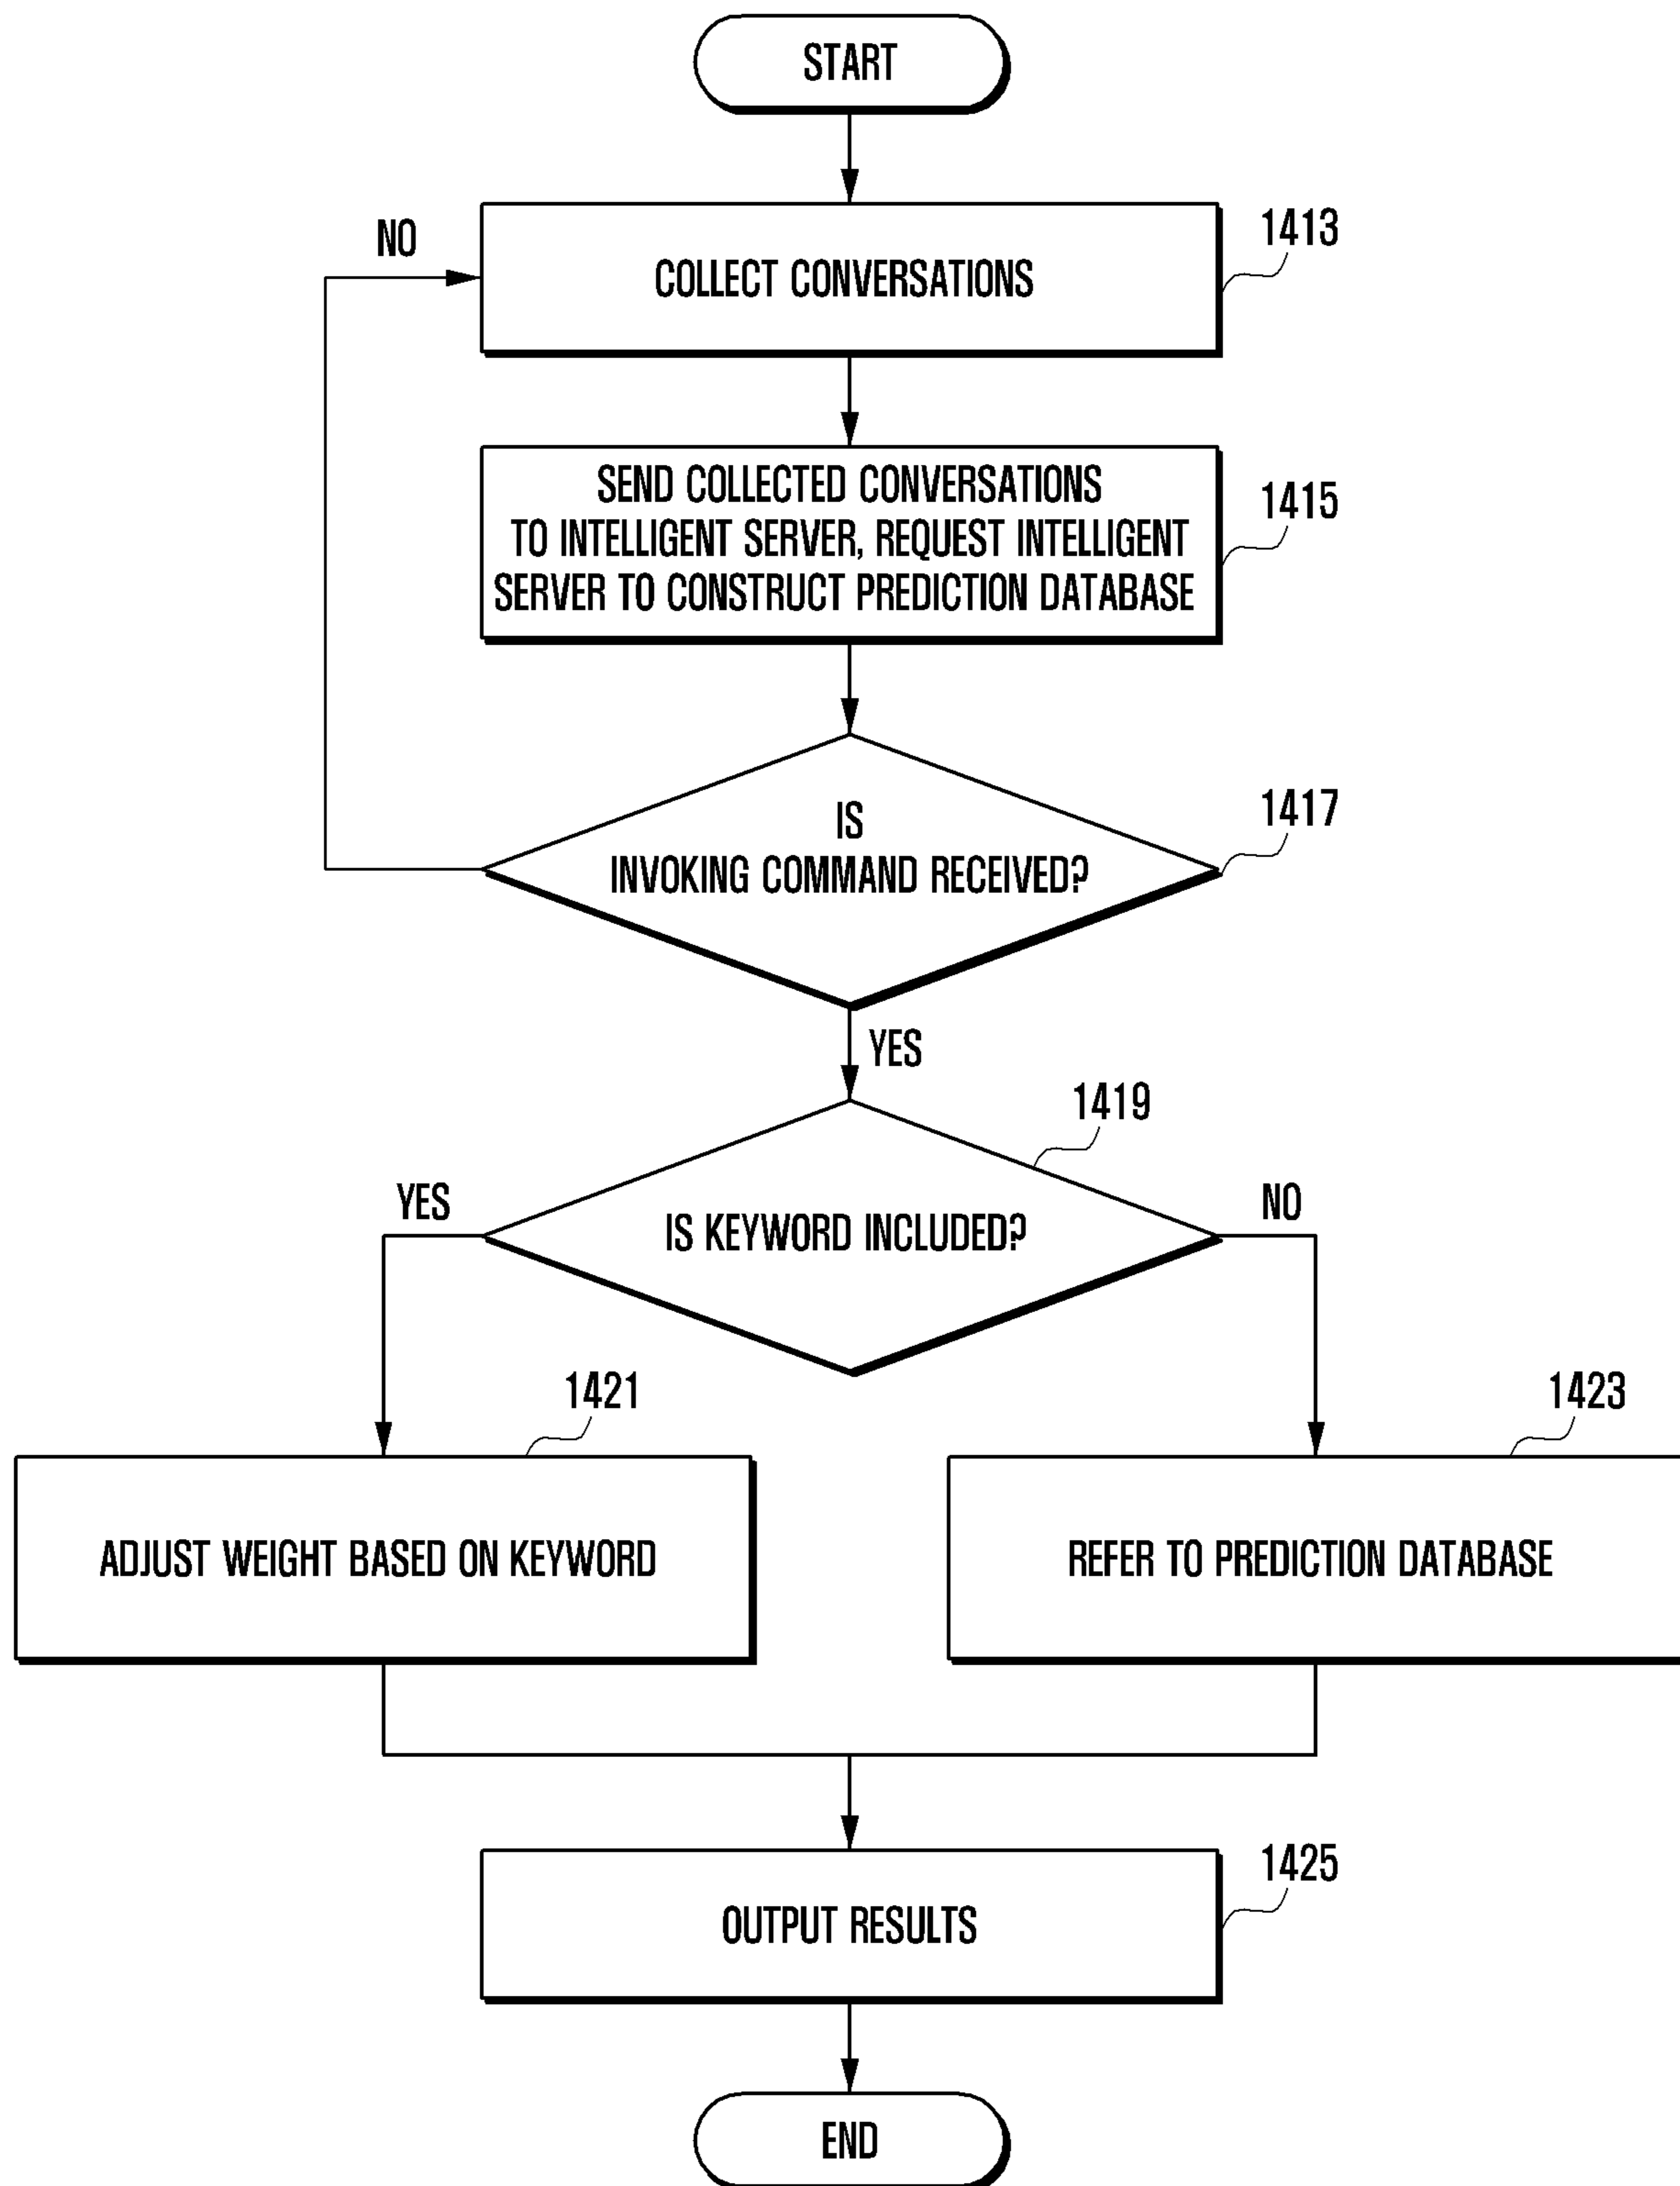 START
NO
1413
COLLECT CONVERSATIONS
SEND COLLECTED CONVERSATIONS
TO INTELLIGENT SERVER, REQUEST INTELLIGENT
SERVER TO CONSTRUCT PREDICTION DATABASE
1415
IS
INVOKING COMMAND RECEIVED?
1417
YES
1419
YES
IS KEYWORD INCLUDED?
NO
1421
1423
ADJUST WEIGHT BASED ON KEYWORD
REFER TO PREDICTION DATABASE
1425
OUTPUT RESULTS
END